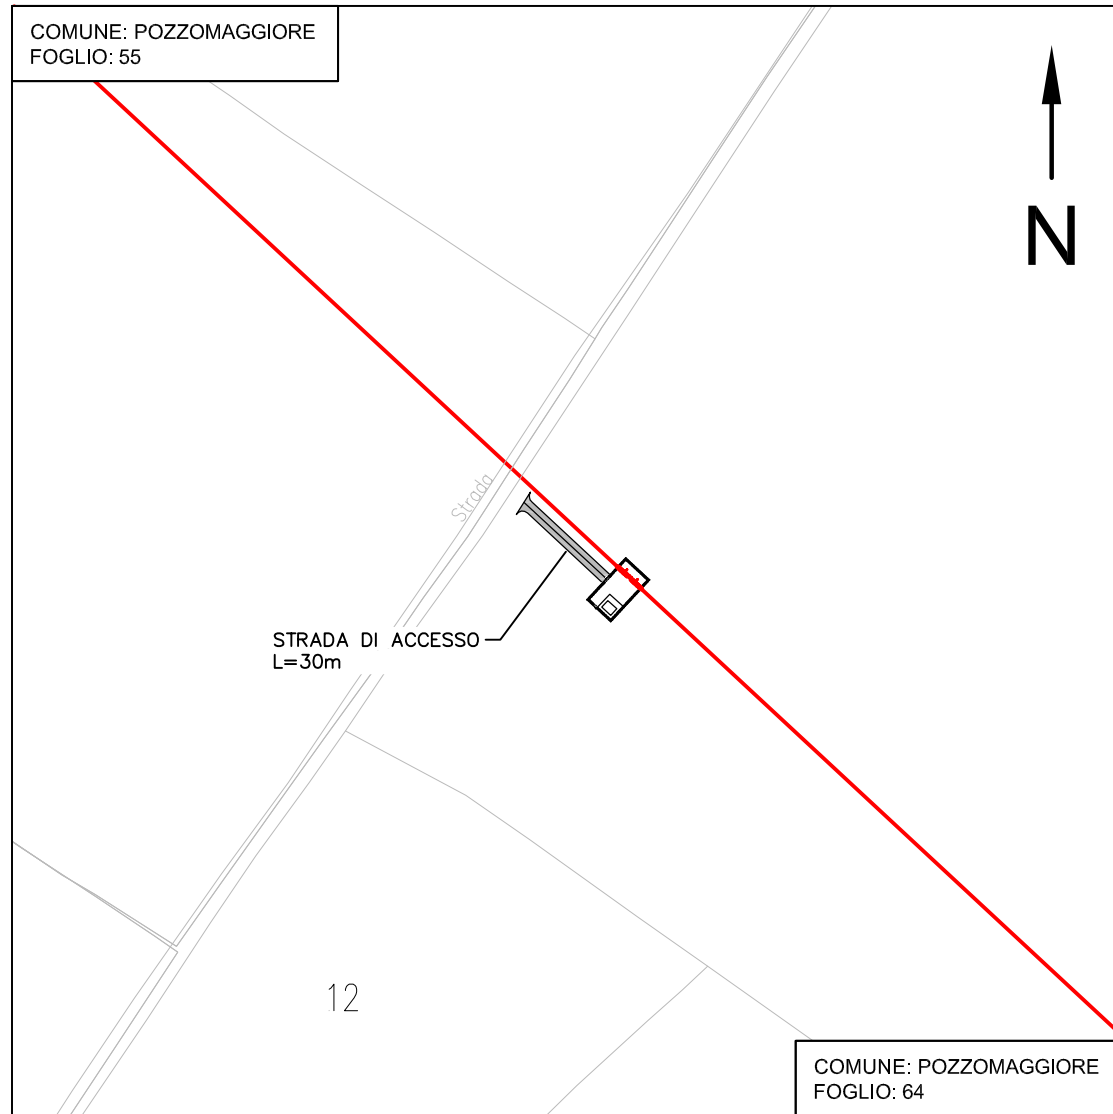 COMUNE: POZZOMAGGIORE
FOGLIO: 55
N
Strada
STRADA DI ACCESSO
L=30m
12
COMUNE: POZZOMAGGIORE
FOGLIO: 64